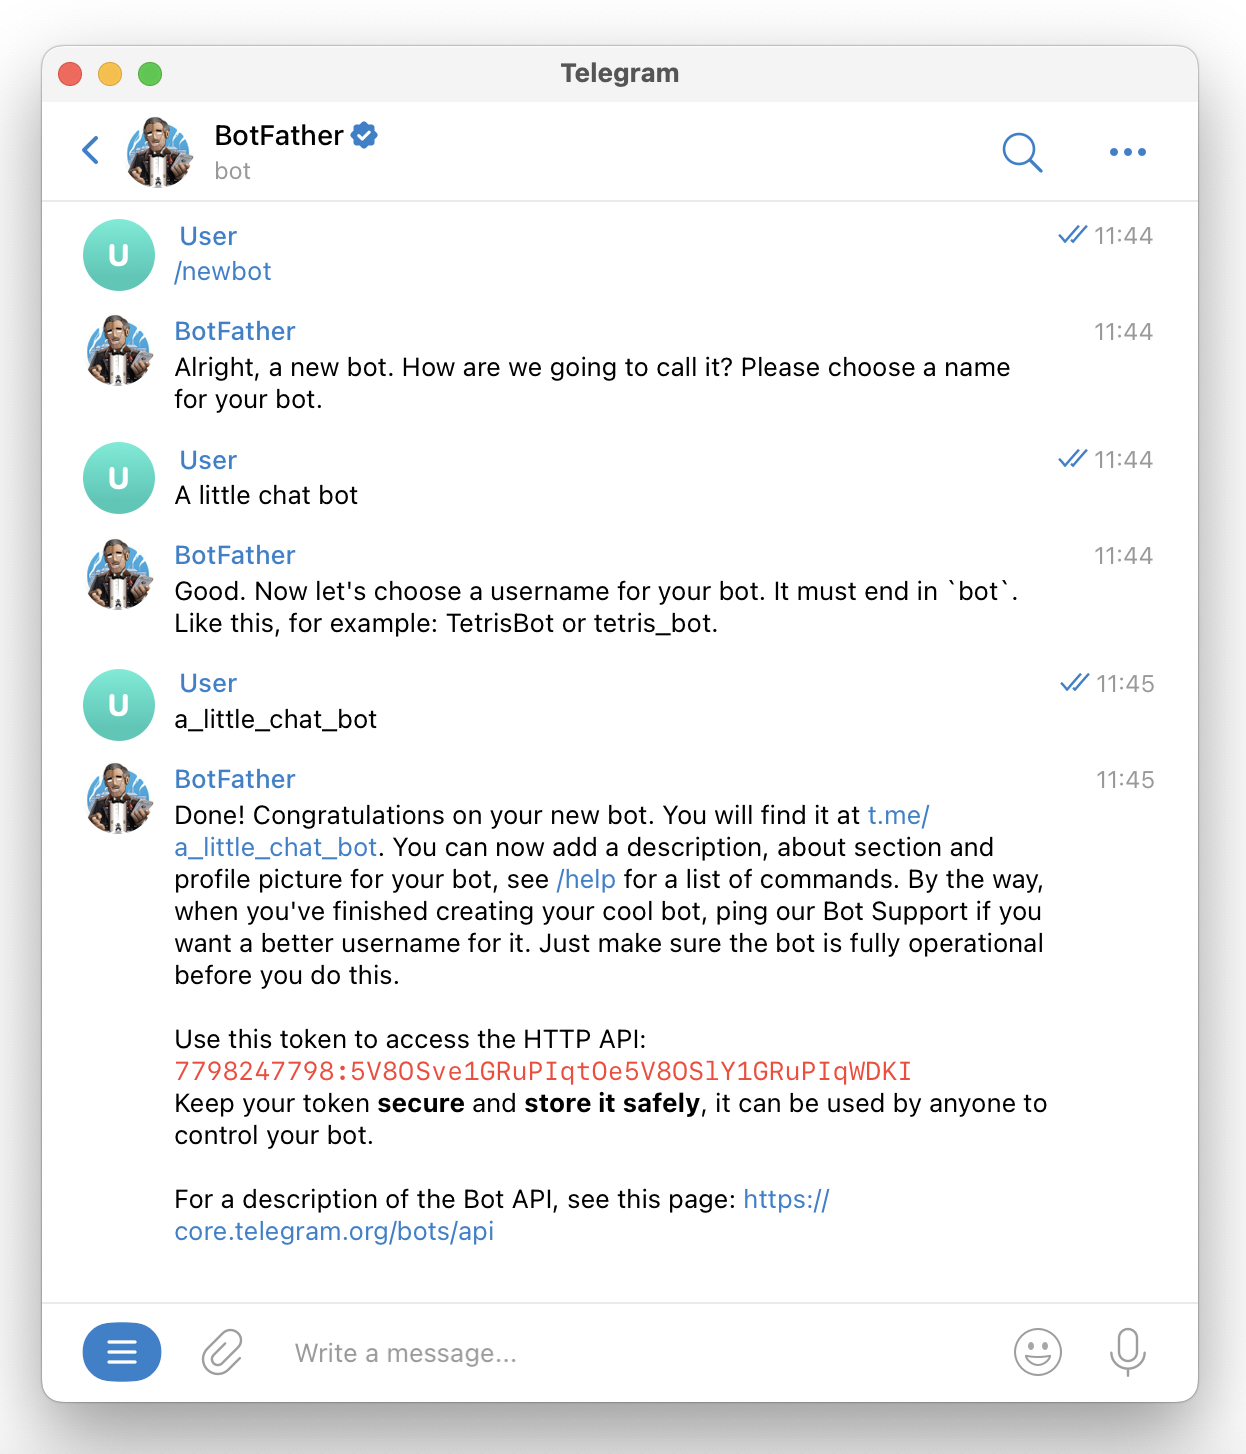 Telegram
BotFather
bot
U
User
11:44
/newbot
BotFather
11:44
Alright, a new bot. How are we going to call it? Please choose a name
for your bot.
U
User
11:44
A little chat bot
BotFather
11:44
Good. Now let's choose a username for your bot. It must end in `bot`.
Like this, for example: TetrisBot or tetris_bot.
U
User
11:45
a_little_chat_bot
BotFather
11:45
Done! Congratulations on your new bot. You will find it at t.me/
a_little_chat_bot. You can now add a description, about section and
profile picture for your bot, see /help for a list of commands. By the way,
when you've finished creating your cool bot, ping our Bot Support if you
want a better username for it. Just make sure the bot is fully operational
before you do this.
Use this token to access the HTTP API:
7798247798:5V8OSve1GRuPIqtOe5V8OSlY1GRuPIqWDKI
Keep your token secure and store it safely, it can be used by anyone to
control your bot.
For a description of the Bot API, see this page: https://
core.telegram.org/bots/api
Write a message...